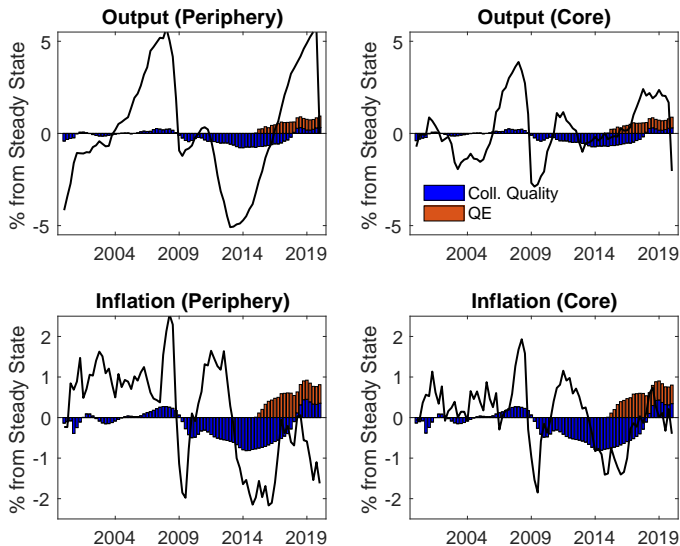 Output (Periphery)
Output (Core)
% from Steady State
5
0
-5
2004 2009 2014 2019
% from Steady State
5
0
-5
2004 2009 2014 2019
Coll. Quality
QE
Inflation (Periphery)
Inflation (Core)
% from Steady State
2
1
0
-1
-2
2004 2009 2014 2019
% from Steady State
2
1
0
-1
-2
2004 2009 2014 2019